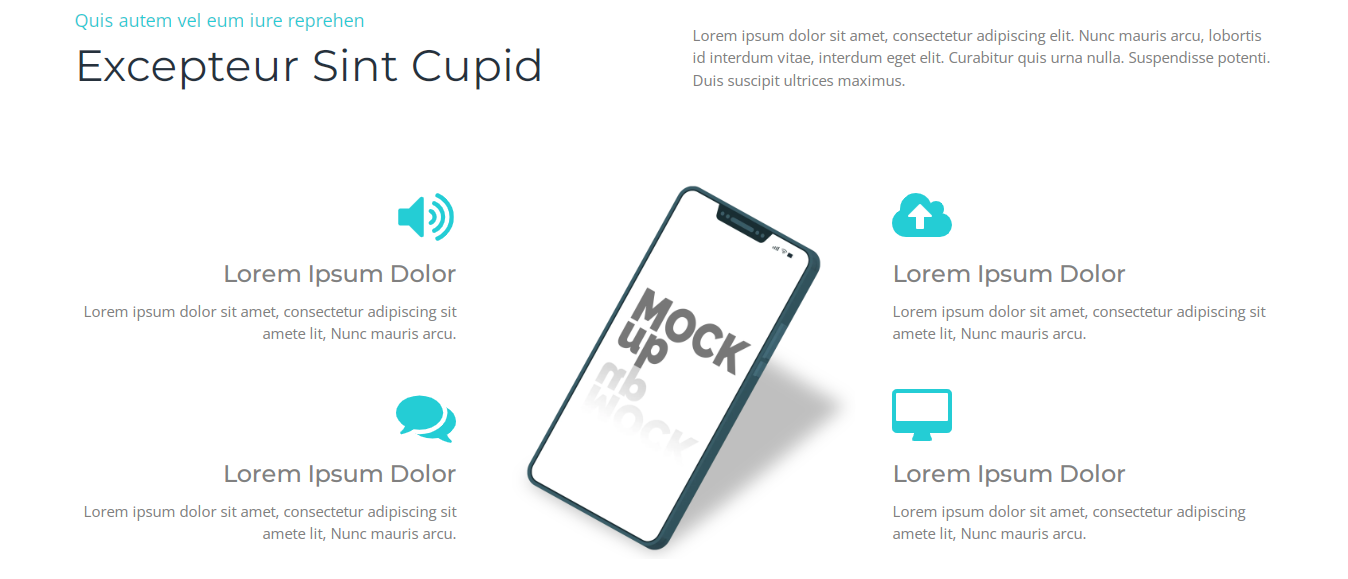 Quis autem vel eum iure reprehen
Excepteur Sint Cupid
Lorem ipsum dolor sit amet, consectetur adipiscing elit. Nunc mauris arcu, lobortis
id interdum vitae, interdum eget elit. Curabitur quis urna nulla. Suspendisse potenti.
Duis suscipit ultrices maximus.
Lorem Ipsum Dolor
Lorem ipsum dolor sit amet, consectetur adipiscing sit
amete lit, Nunc mauris arcu.
Lorem Ipsum Dolor
Lorem ipsum dolor sit amet, consectetur adipiscing sit
amete lit, Nunc mauris arcu.
MOCK
up
Lorem Ipsum Dolor
Lorem ipsum dolor sit amet, consectetur adipiscing sit
amete lit, Nunc mauris arcu.
Lorem Ipsum Dolor
Lorem ipsum dolor sit amet, consectetur adipiscing
amete lit, Nunc mauris arcu.